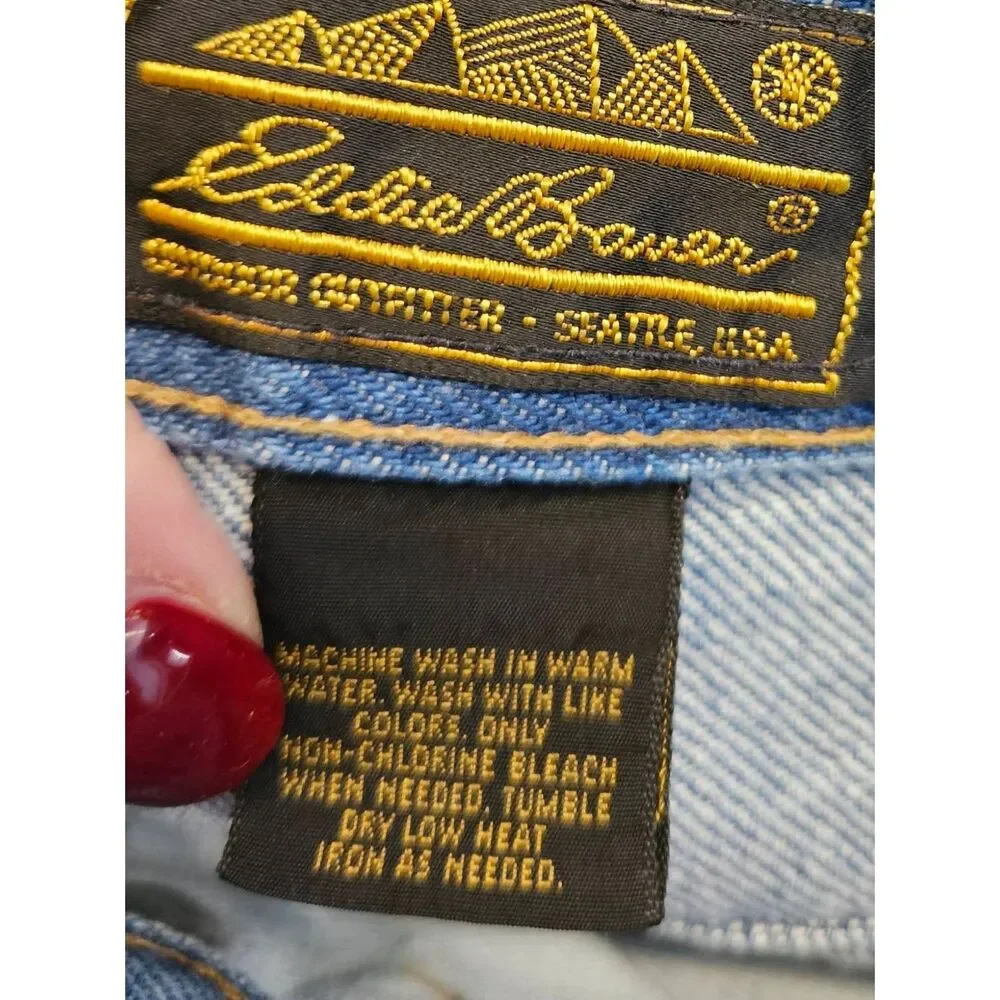 Eddie Bauer ®
OUTDOOR OUTFITTER - SEATTLE, USA
MACHINE WASH IN WARM
WATER. WASH WITH LIKE
COLORS. ONLY
NON-CHLORINE BLEACH
WHEN NEEDED. TUMBLE
DRY LOW HEAT
IRON AS NEEDED.